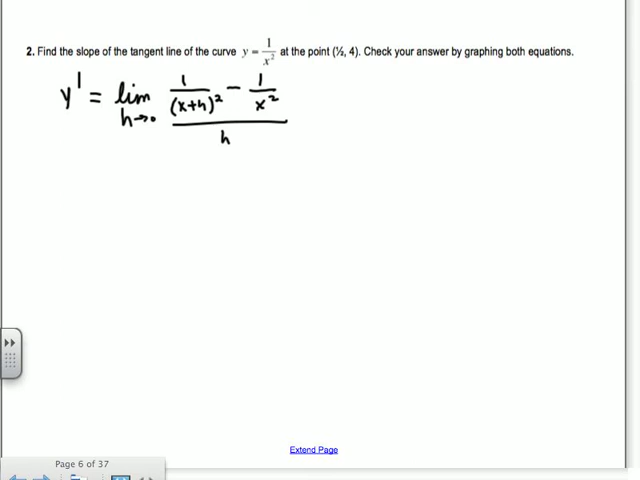 2. Find the slope of the tangent line of the curve y = 1/x² at the point (½, 4). Check your answer by graphing both equations.
y' = lim h→0 (1/(x+h)² − 1/x²)/h
Extend Page
Page 6 of 37